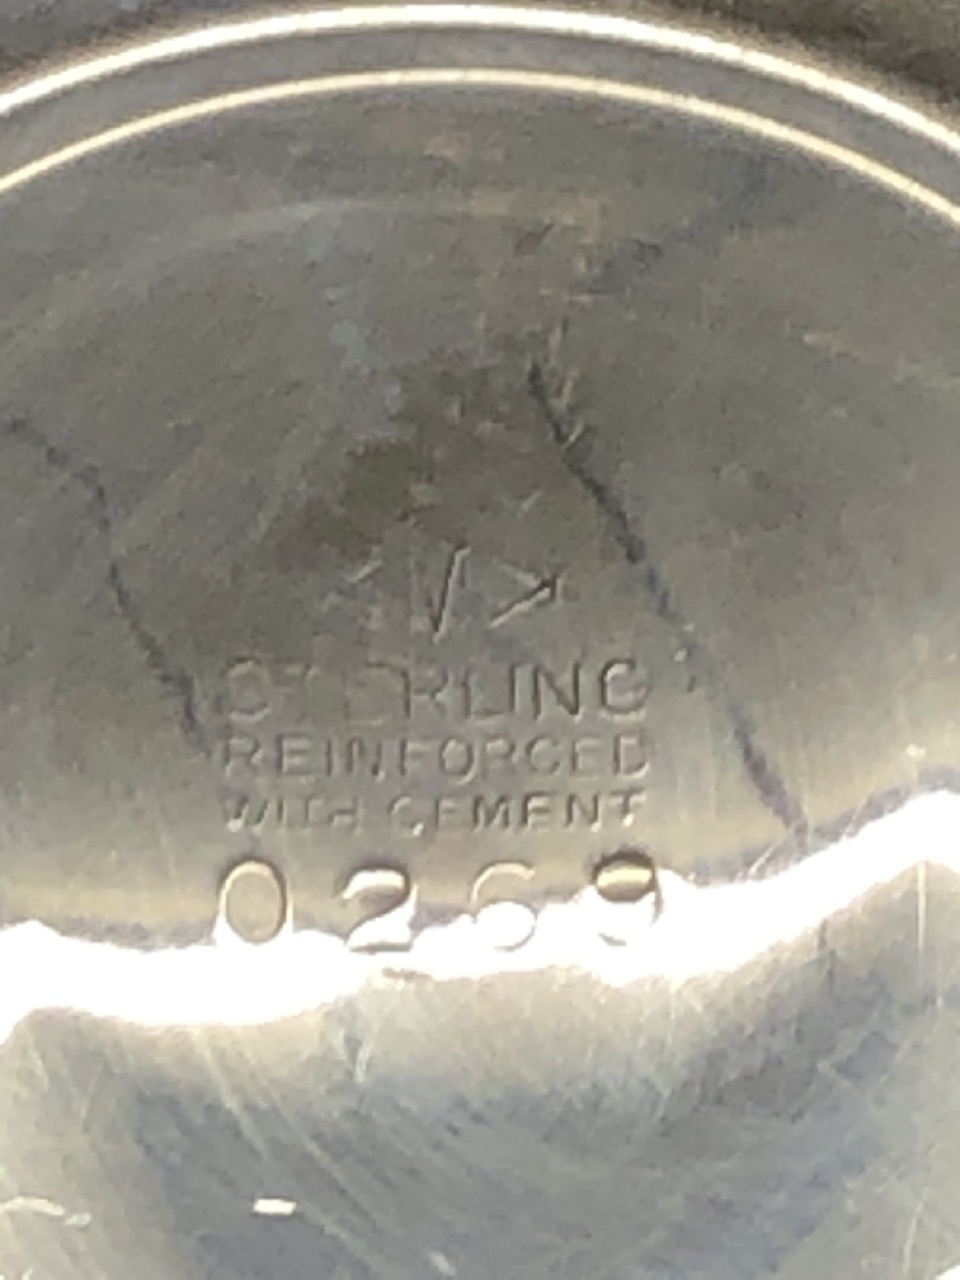 STERLING
REINFORCED
WITH CEMENT
0269